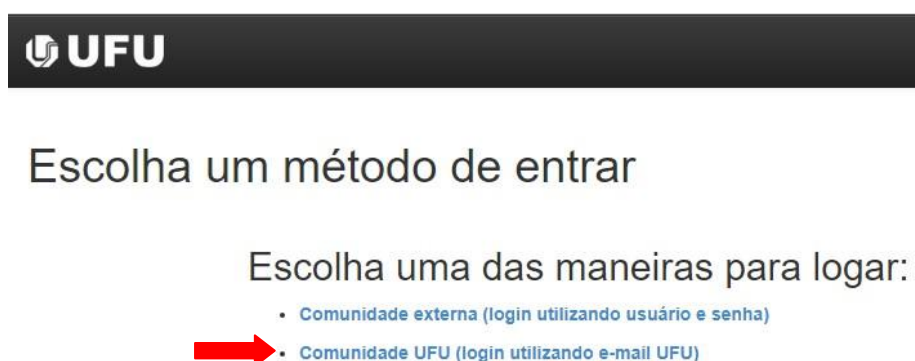 UFU
Escolha um método de entrar
Escolha uma das maneiras para logar:
Comunidade externa (login utilizando usuário e senha)
Comunidade UFU (login utilizando e-mail UFU)